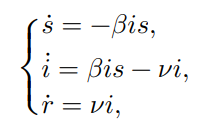 ṡ = −βis,
i̇ = βis − νi,
ṙ = νi,